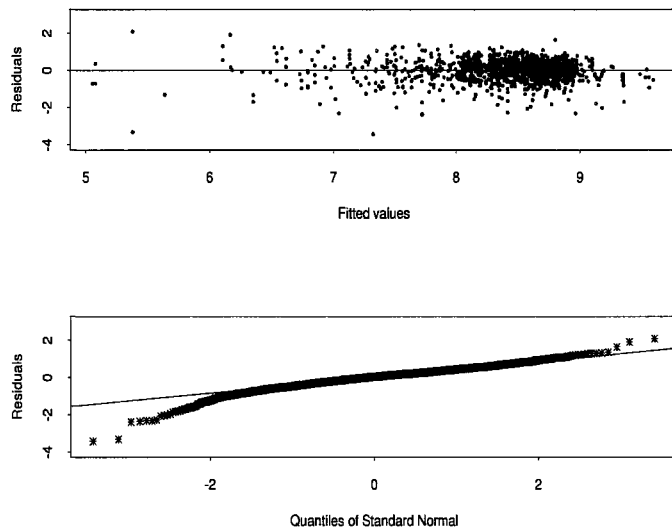 Residuals
2
0
-2
-4
5 6 7 8 9
Fitted values
Residuals
2
0
-2
-4
-2 0 2
Quantiles of Standard Normal